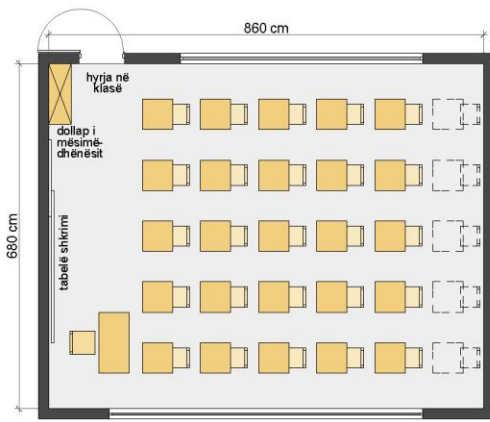 860 cm
hyrja në
klasë
dollap i
mësimë-
dhënësit
680 cm
tabelë shkrimi